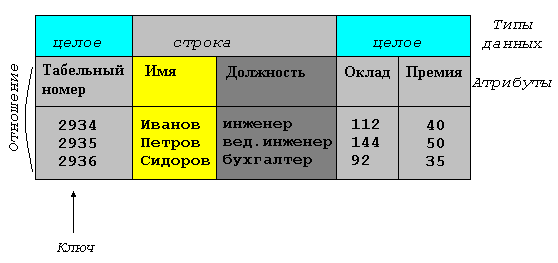 целое строка целое Типы данных
Табельный номер Имя Должность Оклад Премия Атрибуты
Отношение
2934 Иванов инженер 112 40
2935 Петров вед.инженер 144 50
2936 Сидоров бухгалтер 92 35
Ключ